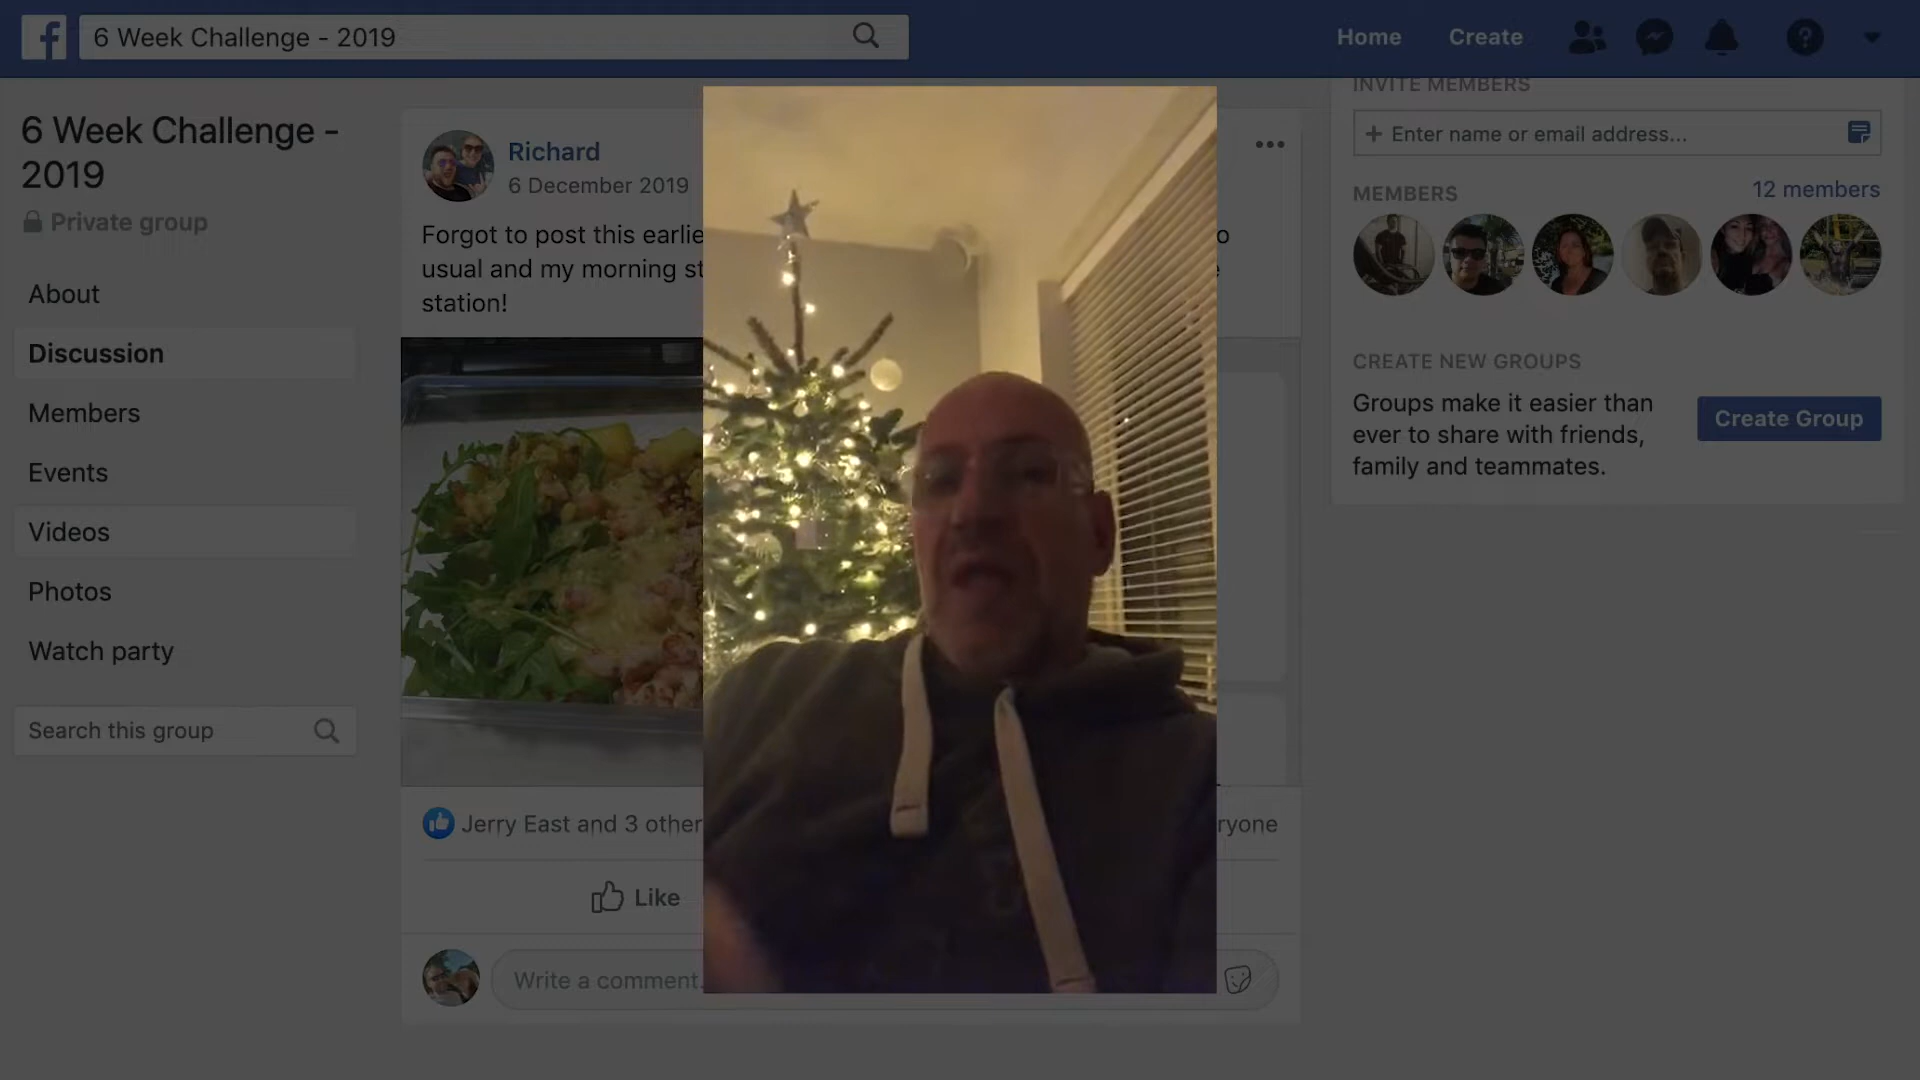 6 Week Challenge - 2019
Home
Create
6 Week Challenge -
2019
Private group
About
Discussion
Members
Events
Videos
Photos
Watch party
Search this group
Richard
6 December 2019
Forgot to post this earlie
usual and my morning st
station!
Jerry East and 3 other
ryone
Like
Write a comment.
INVITE MEMBERS
Enter name or email address...
MEMBERS
12 members
CREATE NEW GROUPS
Groups make it easier than
ever to share with friends,
family and teammates.
Create Group